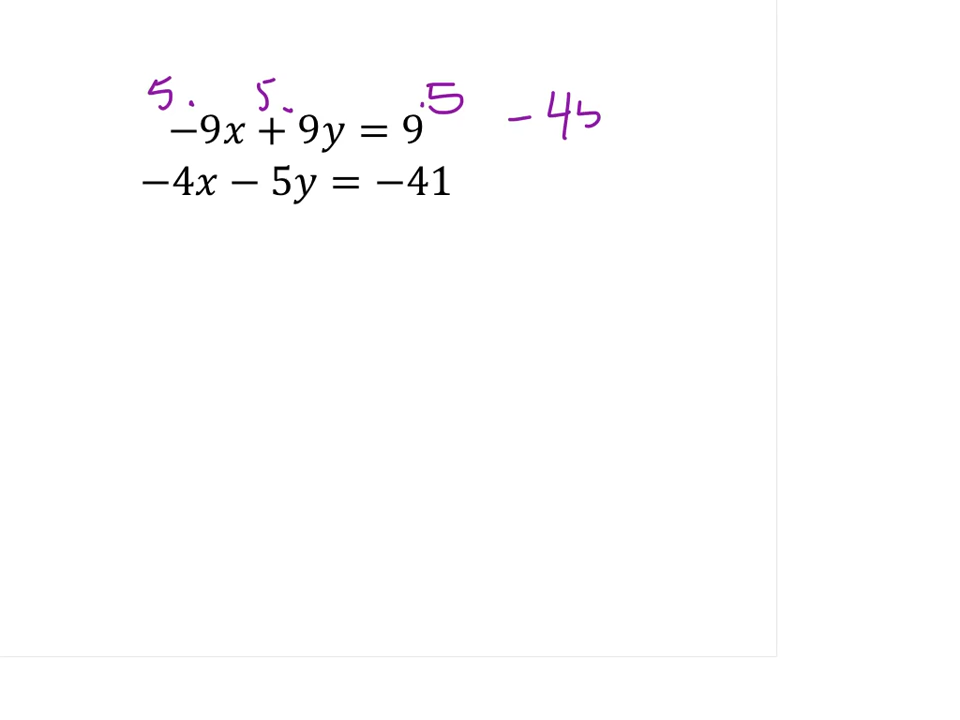 5. 5. .5 -45
−9x + 9y = 9
−4x − 5y = −41